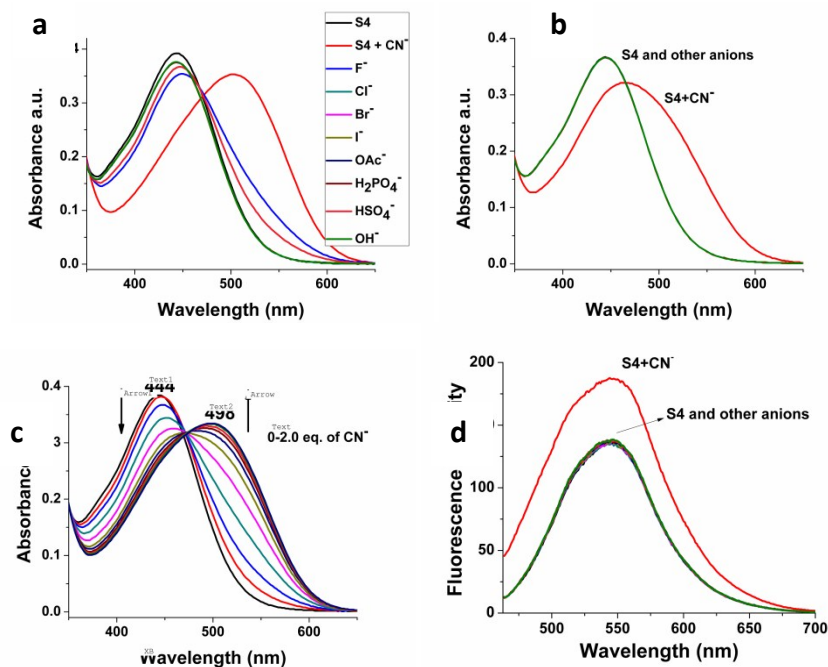 a
Absorbance a.u.
0.3
0.2
0.1
0.0
400
500
600
Wavelength (nm)
S4
S4 + CN⁻
F⁻
Cl⁻
Br⁻
I⁻
OAc⁻
H₂PO₄⁻
HSO₄⁻
OH⁻
b
Absorbance a.u.
0.4
0.3
0.2
0.1
0.0
400
500
600
Wavelength (nm)
S4 and other anions
S4+CN⁻
c
Absorbanc
0.4
0.2
0.1
0.0
400
500
600
Wavelength (nm)
Arrow
Text1
444
Text2
498
Arrow
Text
0-2.0 eq. of CN⁻
XB
d
Fluorescence
ity
200
100
50
0
500
550
600
650
700
Wavelength (nm)
S4+CN⁻
S4 and other anions